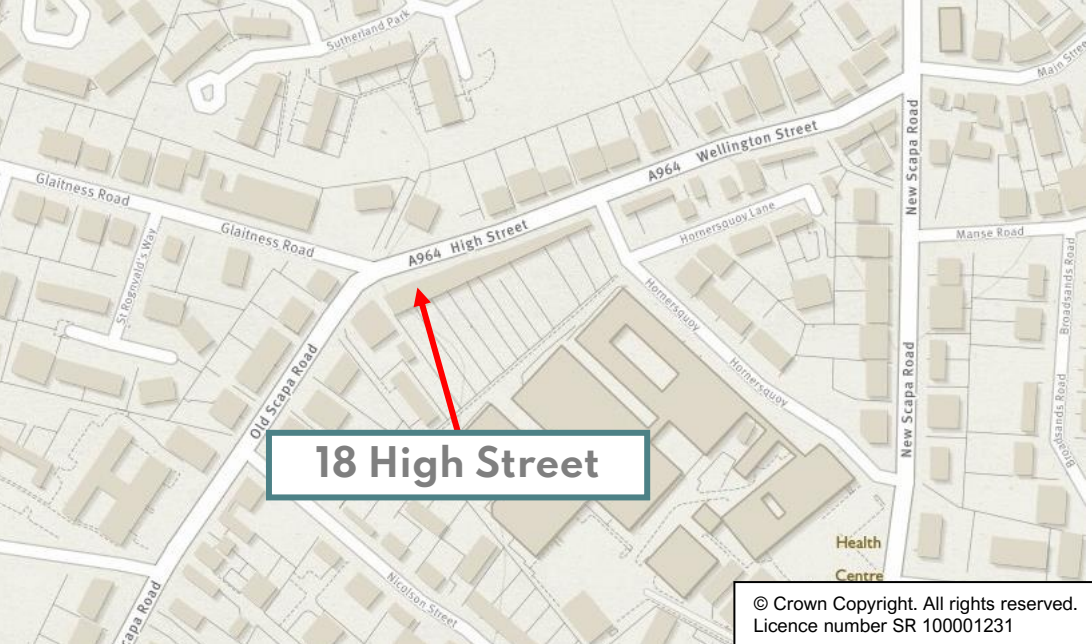 Sutherland Park
Main Street
A964 Wellington Street
New Scapa Road
Glaitness Road
Glaitness Road
St Rognvald's Way
A964 High Street
Hornersquoy Lane
Manse Road
Broadsands Road
Hornersquoy
Hornersquoy
Old Scapa Road
New Scapa Road
Broadsands Road
18 High Street
Health
Centre
Nicolson Street
Scapa Road
© Crown Copyright. All rights reserved.
Licence number SR 100001231